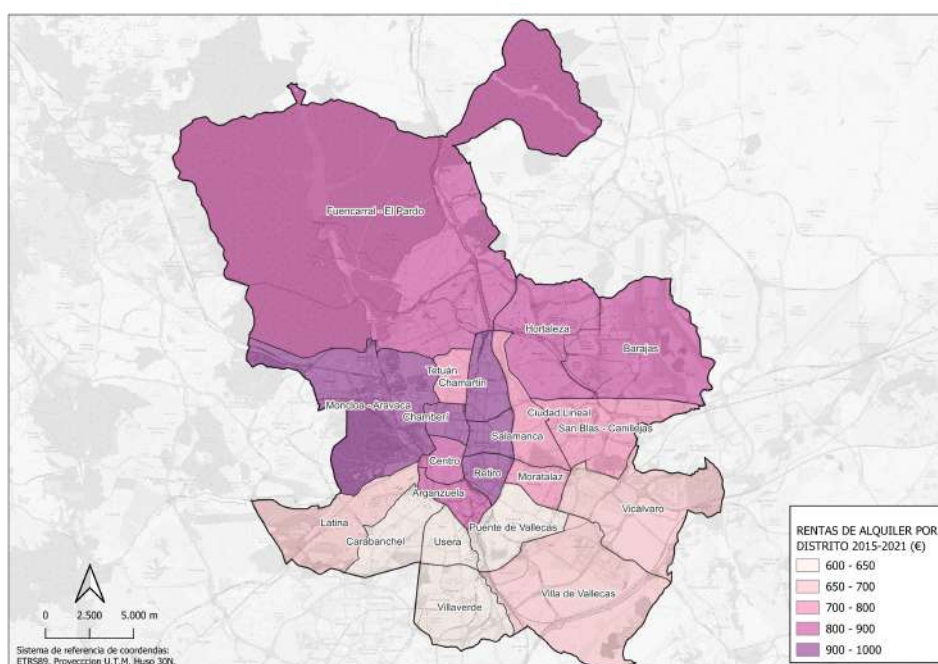 Fuencarral - El Pardo
Hortaleza
Barajas
Tetuán
Chamartín
Moncloa - Aravaca
Chamberí
Ciudad Lineal
San Blas - Canillejas
Salamanca
Centro
Retiro
Moratalaz
Arganzuela
Vicálvaro
Latina
Puente de Vallecas
Carabanchel
Usera
Villa de Vallecas
Villaverde
RENTAS DE ALQUILER POR
DISTRITO 2015-2021 (€)
600 - 650
650 - 700
700 - 800
800 - 900
900 - 1000
0 2.500 5.000 m
Sistema de referencia de coordendas:
ETRS89. Proyeccción U.T.M. Huso 30N.